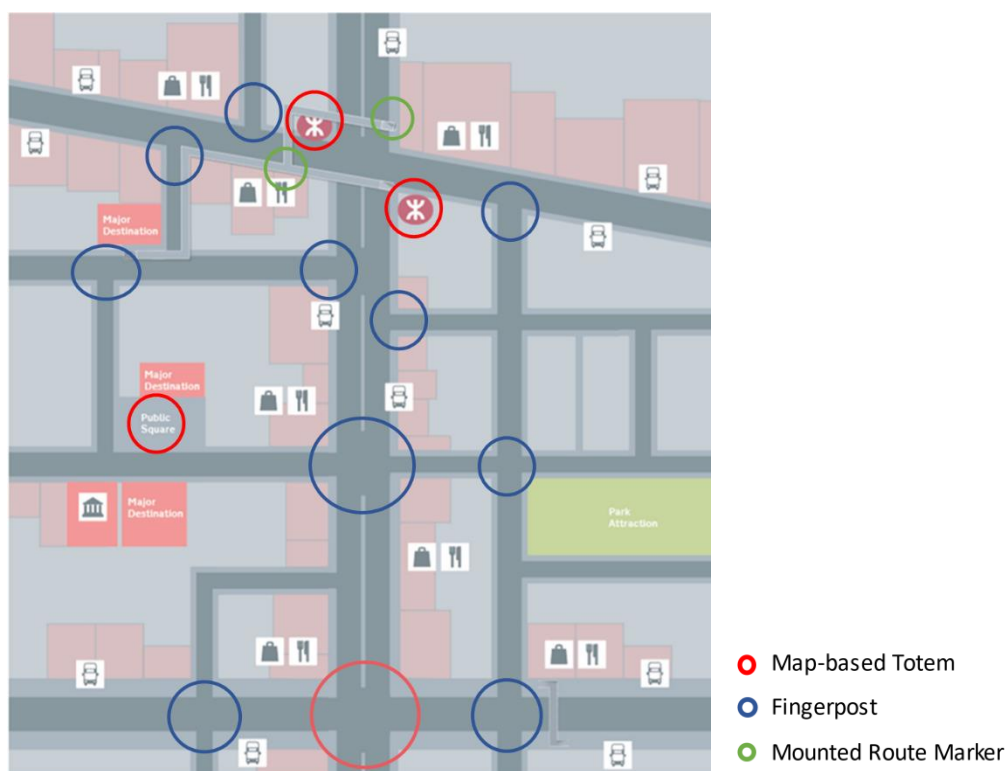 Major
Destination
Major
Destination
Public
Square
Major
Destination
Park
Attraction
Map-based Totem
Fingerpost
Mounted Route Marker